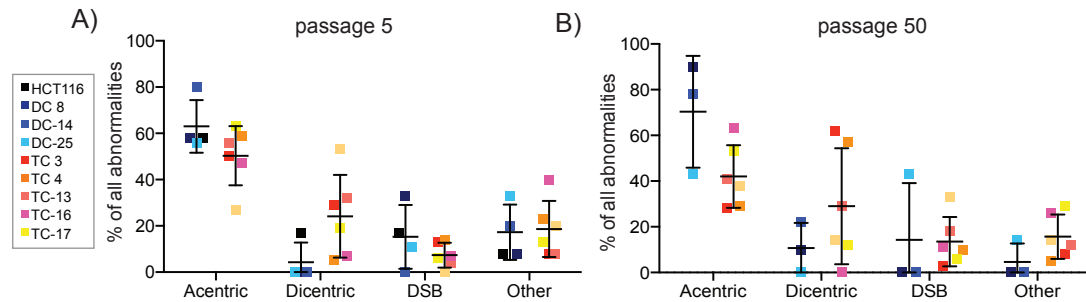 A)
passage 5
% of all abnormalities
100
80
60
40
20
0
Acentric Dicentric DSB Other
HCT116
DC 8
DC-14
DC-25
TC 3
TC 4
TC-13
TC-16
TC-17
B)
passage 50
% of all abnormalities
100
80
60
40
20
0
Acentric Dicentric DSB Other